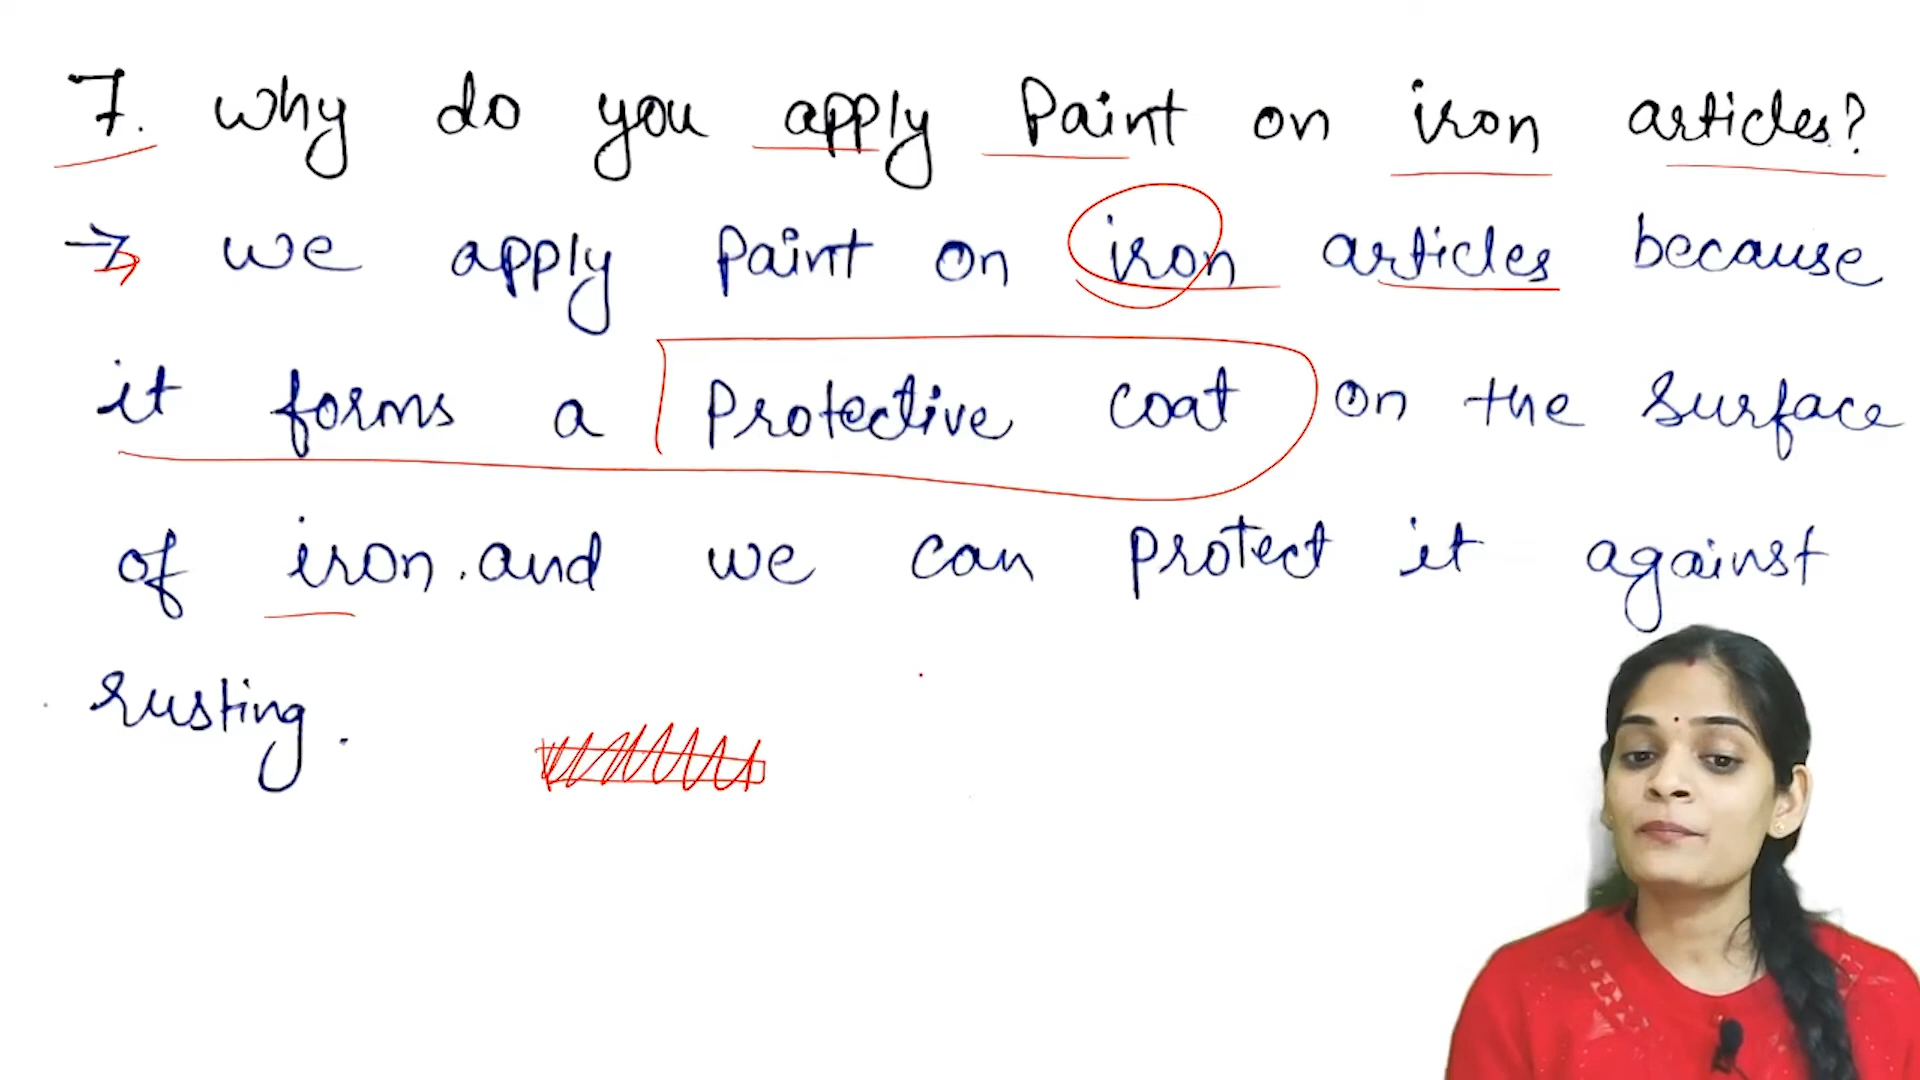 7. Why do you apply Paint on iron articles?
→ we apply Paint on iron articles because
it forms a Protective coat on the surface
of iron. and we can protect it against
rusting.